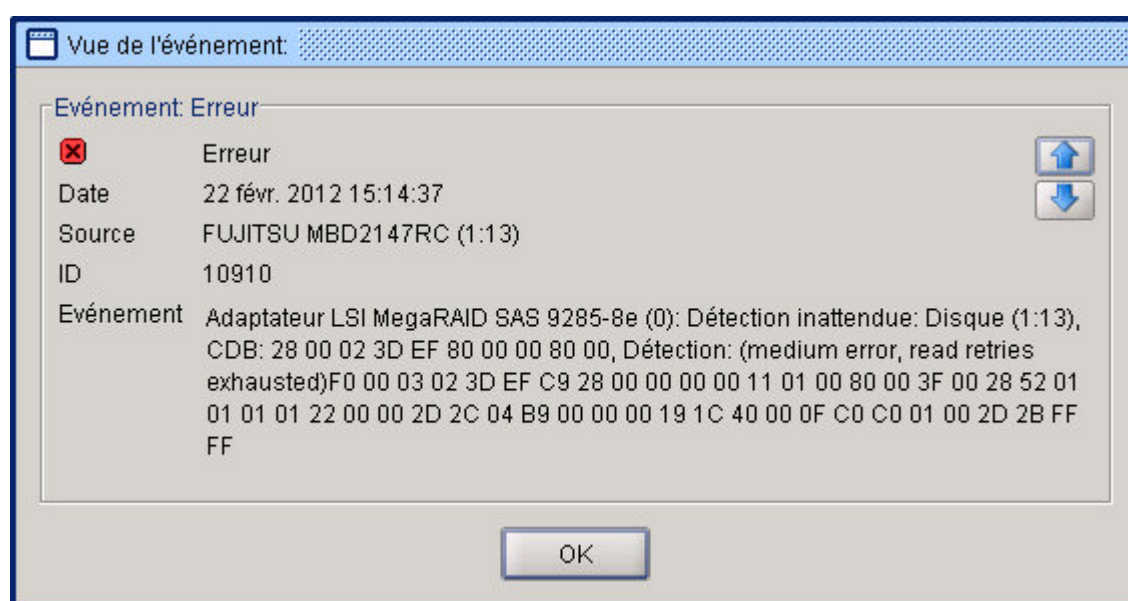 Vue de l'événement:
Evénement: Erreur
Erreur
Date 22 févr. 2012 15:14:37
Source FUJITSU MBD2147RC (1:13)
ID 10910
Evénement Adaptateur LSI MegaRAID SAS 9285-8e (0): Détection inattendue: Disque (1:13),
CDB: 28 00 02 3D EF 80 00 00 80 00, Détection: (medium error, read retries
exhausted)F0 00 03 02 3D EF C9 28 00 00 00 00 11 01 00 80 00 3F 00 28 52 01
01 01 01 22 00 00 2D 2C 04 B9 00 00 00 19 1C 40 00 0F C0 C0 01 00 2D 2B FF
FF
OK